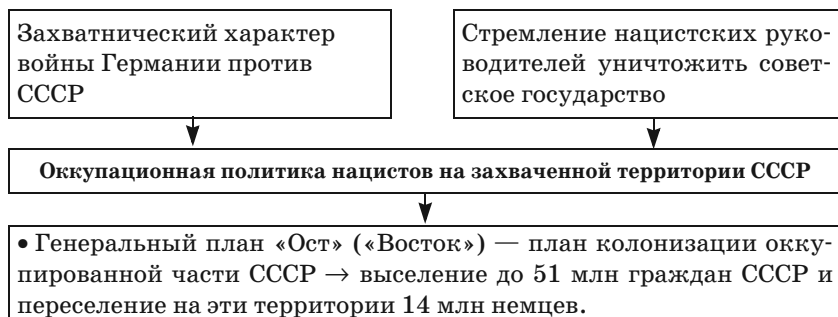 Захватнический характер
войны Германии против
СССР
Стремление нацистских руко-
водителей уничтожить совет-
ское государство
Оккупационная политика нацистов на захваченной территории СССР
• Генеральный план «Ост» («Восток») — план колонизации окку-
пированной части СССР → выселение до 51 млн граждан СССР и
переселение на эти территории 14 млн немцев.